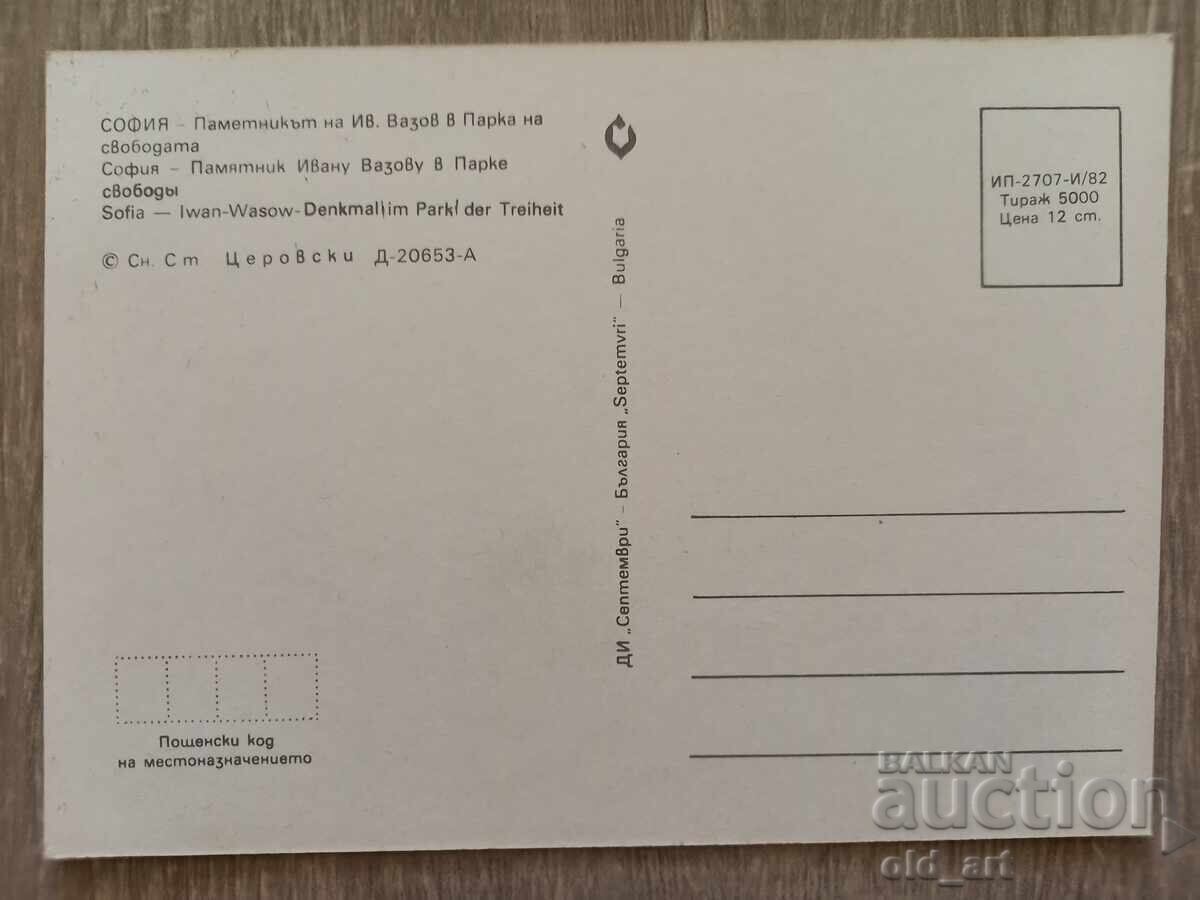 СОФИЯ - Паметникът на Ив. Вазов в Парка на
свободата
София - Памятник Ивану Вазову в Парке
свободы
Sofia — Iwan-Wasow-Denkmal im Park der Treiheit
© Сн. Ст Церовски Д-20653-А
Пощенски код
на местоназначението
ДИ „Септември" - България „Septemvri" — Bulgaria
ИП-2707-И/82
Тираж 5000
Цена 12 ст.
BALKAN
auction
old_art